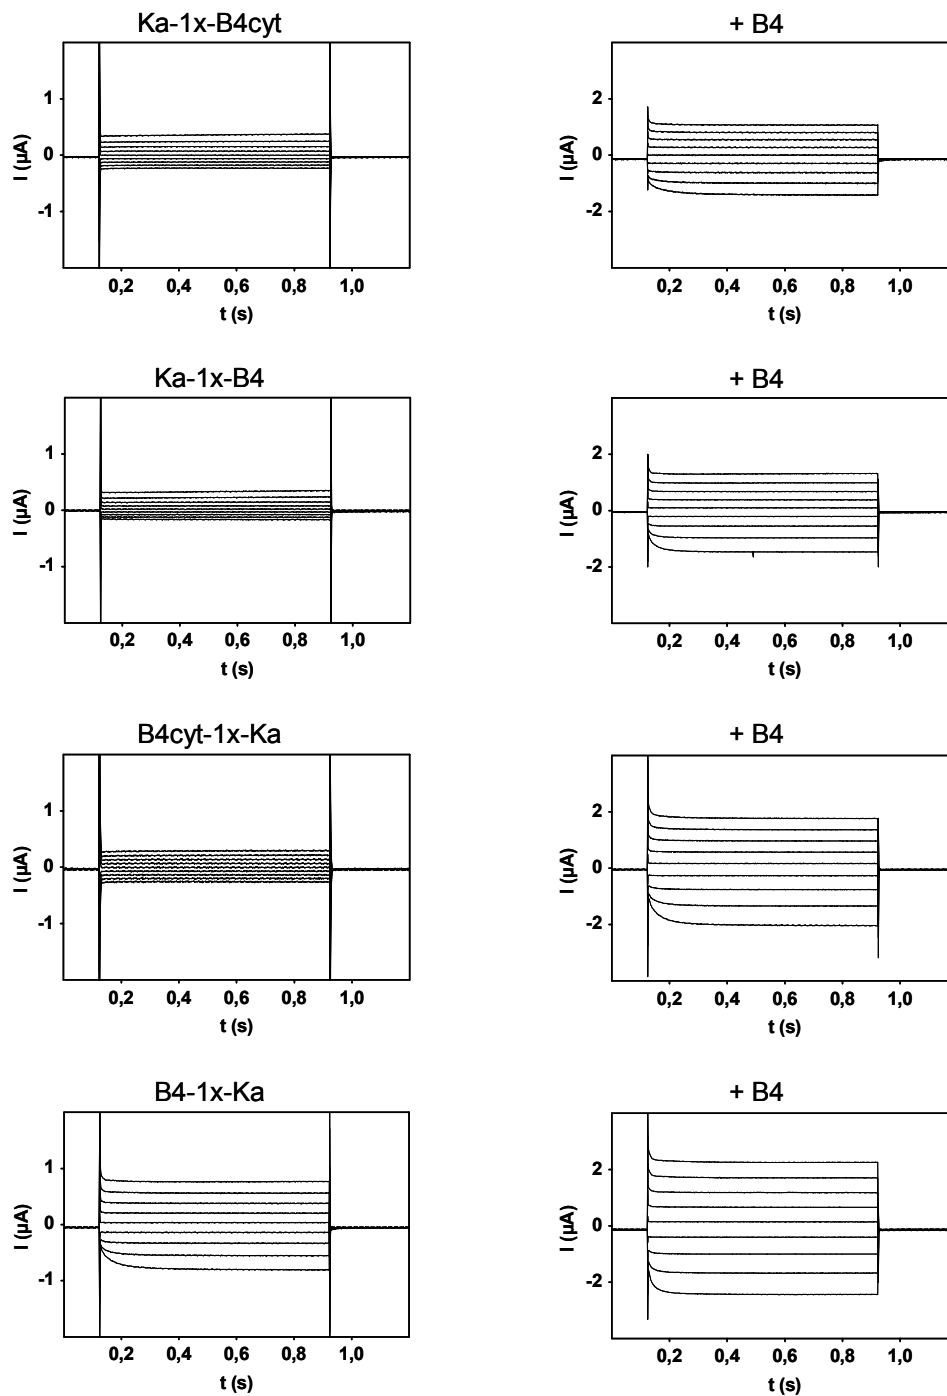 Ka-1x-B4cyt
+ B4
1
0
-1
I (µA)
0,2 0,4 0,6 0,8 1,0
t (s)
2
0
-2
I (µA)
0,2 0,4 0,6 0,8 1,0
t (s)
Ka-1x-B4
+ B4
1
0
-1
I (µA)
0,2 0,4 0,6 0,8 1,0
t (s)
2
0
-2
I (µA)
0,2 0,4 0,6 0,8 1,0
t (s)
B4cyt-1x-Ka
+ B4
1
0
-1
I (µA)
0,2 0,4 0,6 0,8 1,0
t (s)
2
0
-2
I (µA)
0,2 0,4 0,6 0,8 1,0
t (s)
B4-1x-Ka
+ B4
1
0
-1
I (µA)
0,2 0,4 0,6 0,8 1,0
t (s)
2
0
-2
I (µA)
0,2 0,4 0,6 0,8 1,0
t (s)